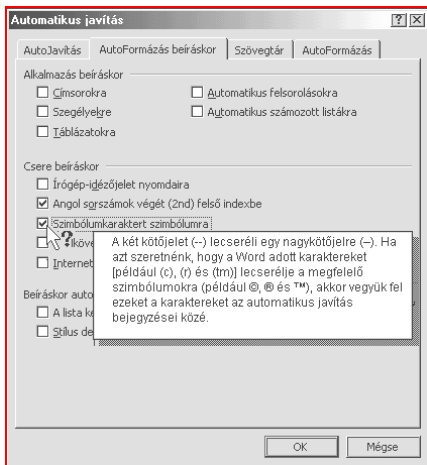 Automatikus javítás
AutoJavítás AutoFormázás beíráskor Szövegtár AutoFormázás
Alkalmazás beíráskor
Címsorokra Automatikus felsorolásokra
Szegélyekre Automatikus számozott listákra
Táblázatokra
Csere beíráskor
Írógép-idézőjelet nyomdaira
Angol sorszámok végét (2nd) felső indexbe
Szimbólumkaraktert szimbólumra
A két kötőjelet (--) lecseréli egy nagykötőjelre (–). Ha
azt szeretnénk, hogy a Word adott karaktereket
[például (c), (r) és (tm)] lecserélje a megfelelő
szimbólumokra (például ©, ® és ™), akkor vegyük fel
ezeket a karaktereket az automatikus javítás
bejegyzései közé.
Internet
Beíráskor auto
A lista ké
Stílus de
OK Mégse